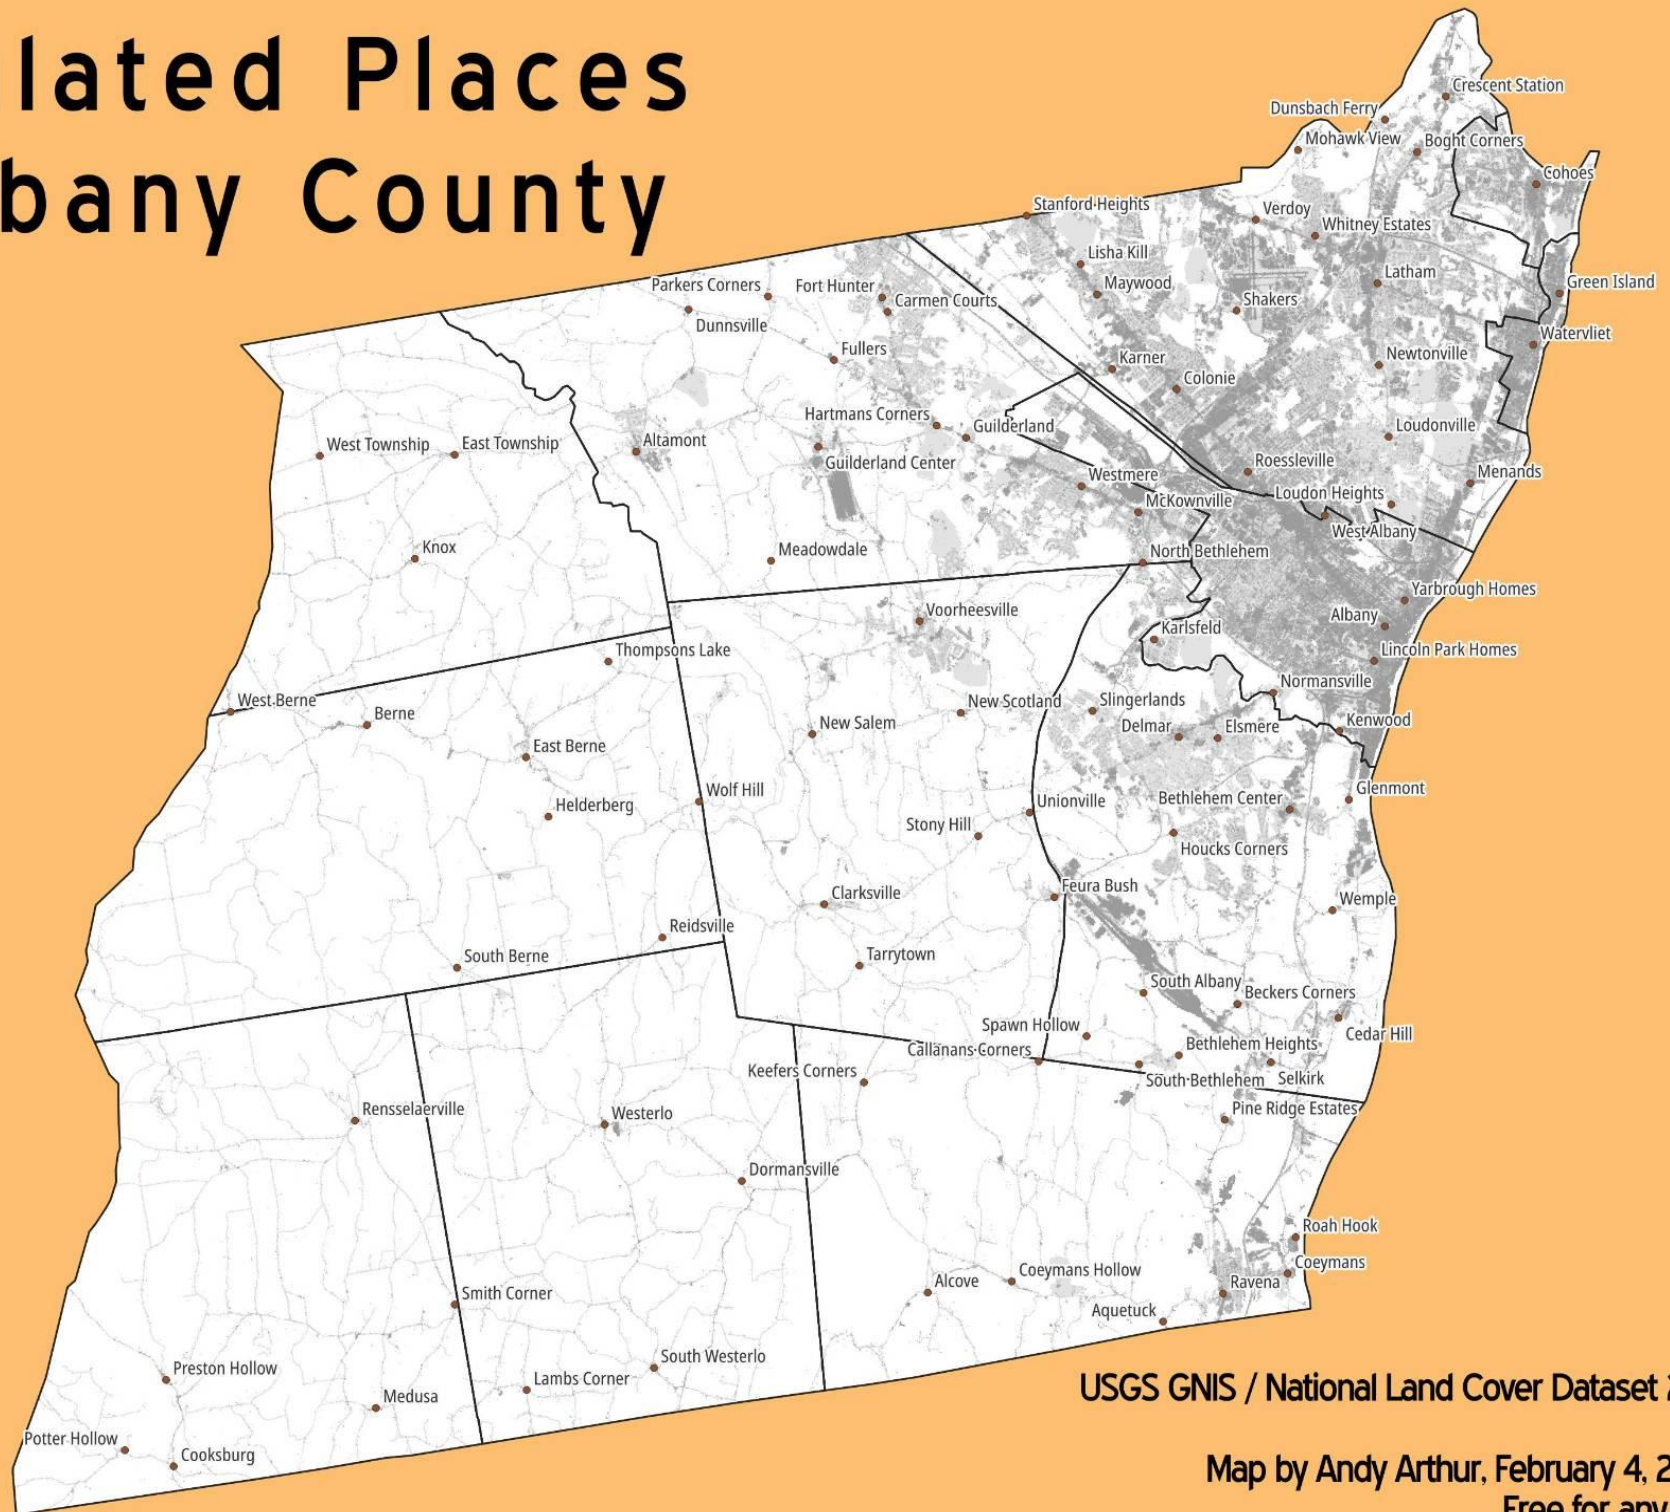 lated Places
bany County
Crescent Station
Dunsbach Ferry
Mohawk View
Boght Corners
Cohoes
Stanford Heights
Verdoy
Whitney Estates
Lisha Kill
Latham
Green Island
Maywood
Shakers
Parkers Corners
Fort Hunter
Carmen Courts
Dunnsville
Watervliet
Fullers
Karner
Newtonville
Colonie
Hartmans Corners
Guilderland
Loudonville
West Township
East Township
Altamont
Guilderland Center
Roessleville
Menands
Westmere
Loudon Heights
McKownville
West Albany
Knox
Meadowdale
North Bethlehem
Yarbrough Homes
Voorheesville
Albany
Karlsfeld
Thompsons Lake
Lincoln Park Homes
Normansville
West Berne
Berne
New Scotland
Slingerlands
New Salem
Delmar
Elsmere
Kenwood
East Berne
Wolf Hill
Glenmont
Helderberg
Unionville
Bethlehem Center
Stony Hill
Houcks Corners
Clarksville
Feura Bush
Wemple
Reidsville
South Berne
Tarrytown
South Albany
Beckers Corners
Spawn Hollow
Cedar Hill
Callanans Corners
Bethlehem Heights
Keefers Corners
South Bethlehem
Selkirk
Rensselaerville
Westerlo
Pine Ridge Estates
Dormansville
Roah Hook
Coeymans
Alcove
Coeymans Hollow
Ravena
Smith Corner
Aquetuck
Preston Hollow
South Westerlo
Lambs Corner
Medusa
Potter Hollow
Cooksburg
USGS GNIS / National Land Cover Dataset
Map by Andy Arthur, February 4, 2
Free for any